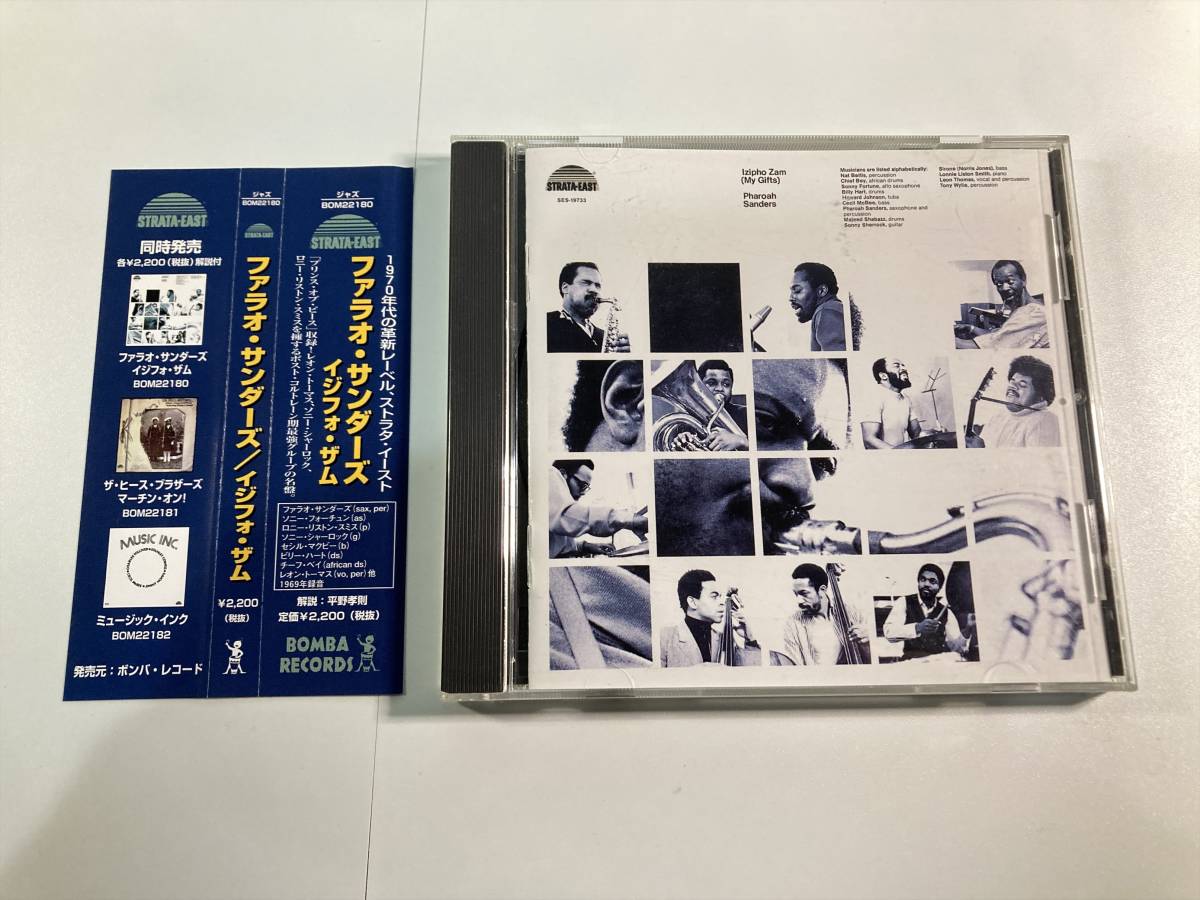 STRATA-EAST
同時発売
各¥2,200(税抜)解説付
ファラオ・サンダーズ
イジフォ・ザム
BOM22180
ザ・ヒース・ブラザーズ
マーチン・オン!
BOM22181
MUSIC INC.
ミュージック・インク
BOM22182
発売元:ボンバ・レコード
ジャズ
BOM22180
STRATA-EAST
ファラオ・サンダーズ/イジフォ・ザム
¥2,200
(税抜)
ジャズ
BOM22180
STRATA-EAST
1970年代の革新レーベル、ストラタ・イースト
ファラオ・サンダーズ
イジフォ・ザム
「プリンス・オブ・ピース」収録!レオン・トーマス、ソニー・シャーロック、
ロニー・リストン・スミスを擁するポスト・コルトレーン期最強グループの名盤。
ファラオ・サンダーズ(sax, per)
ソニー・フォーチュン(as)
ロニー・リストン・スミス(p)
ソニー・シャーロック(g)
セシル・マクビー(b)
ビリー・ハート(ds)
チーフ・ベイ(african ds)
レオン・トーマス(vo, per)他
1969年録音
解説:平野孝則
定価¥2,200(税抜)
BOMBA
RECORDS
STRATA-EAST
SES-19733
Izipho Zam
(My Gifts)
Pharoah
Sanders
Musicians are listed alphabetically:
Nat Bettis, percussion
Chief Bey, african drums
Sonny Fortune, alto saxophone
Billy Hart, drums
Howard Johnson, tuba
Cecil McBee, bass
Pharoah Sanders, saxophone and
percussion
Majeed Shabazz, drums
Sonny Sharrock, guitar
Sirone (Norris Jones), bass
Lonnie Liston Smith, piano
Leon Thomas, vocal and percussion
Tony Wylie, percussion